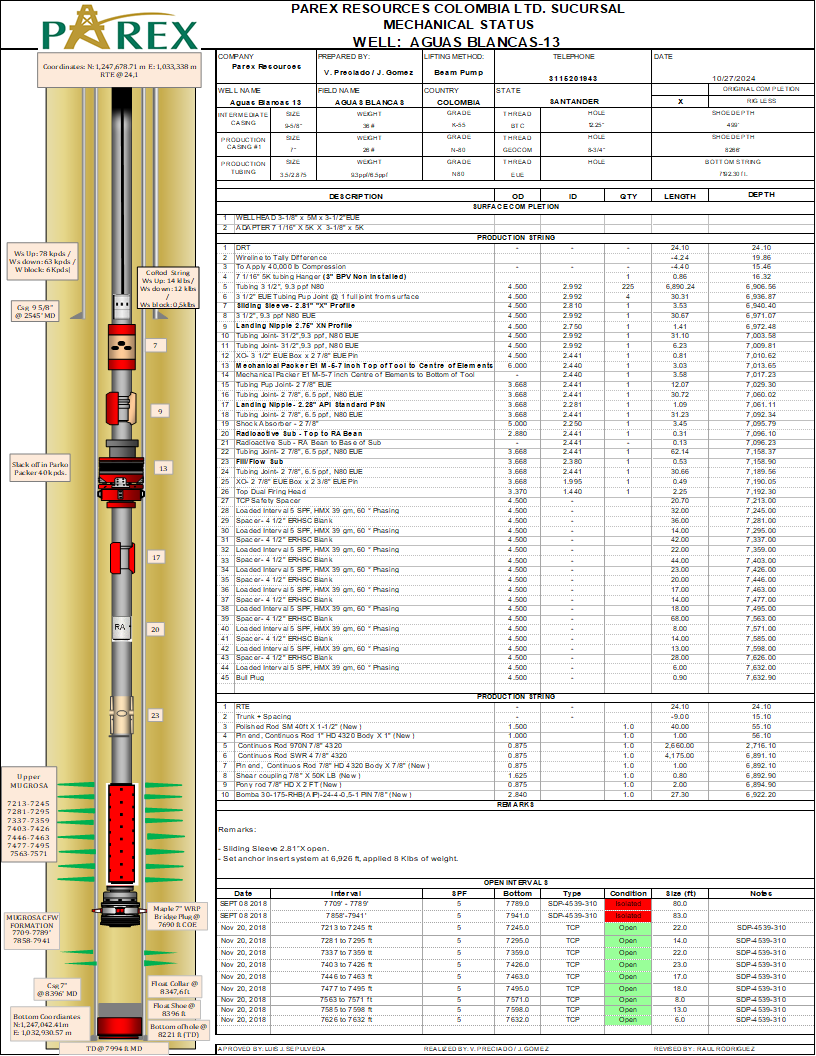 PAREX
PAREX RESOURCES COLOMBIA LTD. SUCURSAL
MECHANICAL STATUS
WELL: AGUAS BLANCAS-13
COMPANY PREPARED BY: LIFTING METHOD: TELEPHONE DATE
Parex Resources V. Preciado / J. Gomez Beam Pump 3115201943 10/27/2024
WELL NAME FIELD NAME COUNTRY STATE ORIGINAL COMPLETION
Aguas Blancas 13 AGUAS BLANCAS COLOMBIA SANTANDER X RIG LESS
INTERMEDIATE CASING SIZE WEIGHT GRADE THREAD HOLE SHOE DEPTH
9-5/8" 36 # K-55 BTC 12.25" 499'
PRODUCTION CASING #1 SIZE WEIGHT GRADE THREAD HOLE SHOE DEPTH
7" 26 # N-80 GEOCOM 8-3/4" 8266'
PRODUCTION TUBING SIZE WEIGHT GRADE THREAD HOLE BOTTOM STRING
3.5/2.875 9.3ppf/6.5ppf N80 EUE 7192.30 ft.
DESCRIPTION OD ID QTY LENGTH DEPTH
SURFACE COMPLETION
1 WELLHEAD 3-1/8" x 5M x 3-1/2"EUE
2 ADAPTER 7 1/16" X 5K X 3-1/8" x 5K
PRODUCTION STRING
1 DRT - - - 24.10 24.10
2 Wireline to Tally Difference -4.24 19.86
3 To Apply 40,000 lb Compression - - - -4.40 15.46
4 7 1/16" 5K tubing Hanger (3" BPV Non Installed) 1 0.86 16.32
5 Tubing 3 1/2", 9.3 ppf N80 4.500 2.992 225 6,890.24 6,906.56
6 3 1/2" EUE Tubing Pup Joint @ 1 full joint from surface 4.500 2.992 4 30.31 6,936.87
7 Sliding Sleeve- 2.81" "X" Profile 4.500 2.810 1 3.53 6,940.40
8 3 1/2", 9.3 ppf N80 EUE 4.500 2.992 1 30.67 6,971.07
9 Landing Nipple 2.75" XN Profile 4.500 2.750 1 1.41 6,972.48
10 Tubing Joint- 31/2",9.3 ppf, N80 EUE 4.500 2.992 1 31.10 7,003.58
11 Tubing Joint- 31/2",9.3 ppf, N80 EUE 4.500 2.992 1 6.23 7,009.81
12 XO- 3 1/2" EUE Box x 2 7/8" EUE Pin 4.500 2.441 1 0.81 7,010.62
13 Mechanical Packer E1 M-5-7 Inch Top of Tool to Centre of Elements 6.000 2.440 1 3.03 7,013.65
14 Mechanical Packer E1 M-5-7 Inch Centre of Elements to Bottom of Tool - 2.440 1 3.58 7,017.23
15 Tubing Pup Joint- 2 7/8" EUE 3.668 2.441 1 12.07 7,029.30
16 Tubing Joint- 2 7/8", 6.5 ppf, N80 EUE 3.668 2.441 1 30.72 7,060.02
17 Landing Nipple- 2.28" API Standard PSN 3.668 2.281 1 1.09 7,061.11
18 Tubing Joint- 2 7/8", 6.5 ppf, N80 EUE 3.668 2.441 1 31.23 7,092.34
19 Shock Absorber - 2 7/8" 5.000 2.250 1 3.45 7,095.79
20 Radioactive Sub - Top to RA Bean 2.880 2.441 1 0.31 7,096.10
21 Radioactive Sub - RA Bean to Base of Sub - 2.441 - 0.13 7,096.23
22 Tubing Joint- 2 7/8", 6.5 ppf, N80 EUE 3.668 2.441 1 62.14 7,158.37
23 Fill/Flow Sub 3.668 2.380 1 0.53 7,158.90
24 Tubing Joint- 2 7/8", 6.5 ppf, N80 EUE 3.668 2.441 1 30.66 7,189.56
25 XO- 2 7/8" EUE Box x 2 3/8" EUE Pin 3.668 1.995 1 0.49 7,190.05
26 Top Dual Firing Head 3.370 1.440 1 2.25 7,192.30
27 TCP Safety Spacer 4.500 - 20.70 7,213.00
28 Loaded Interval 5 SPF, HMX 39 gm, 60 ° Phasing 4.500 - 32.00 7,245.00
29 Spacer- 4 1/2" ERHSC Blank 4.500 - 36.00 7,281.00
30 Loaded Interval 5 SPF, HMX 39 gm, 60 ° Phasing 4.500 - 14.00 7,295.00
31 Spacer- 4 1/2" ERHSC Blank 4.500 - 42.00 7,337.00
32 Loaded Interval 5 SPF, HMX 39 gm, 60 ° Phasing 4.500 - 22.00 7,359.00
33 Spacer- 4 1/2" ERHSC Blank 4.500 - 44.00 7,403.00
34 Loaded Interval 5 SPF, HMX 39 gm, 60 ° Phasing 4.500 - 23.00 7,426.00
35 Spacer- 4 1/2" ERHSC Blank 4.500 - 20.00 7,446.00
36 Loaded Interval 5 SPF, HMX 39 gm, 60 ° Phasing 4.500 - 17.00 7,463.00
37 Spacer- 4 1/2" ERHSC Blank 4.500 - 14.00 7,477.00
38 Loaded Interval 5 SPF, HMX 39 gm, 60 ° Phasing 4.500 - 18.00 7,495.00
39 Spacer- 4 1/2" ERHSC Blank 4.500 - 68.00 7,563.00
40 Loaded Interval 5 SPF, HMX 39 gm, 60 ° Phasing 4.500 - 8.00 7,571.00
41 Spacer- 4 1/2" ERHSC Blank 4.500 - 14.00 7,585.00
42 Loaded Interval 5 SPF, HMX 39 gm, 60 ° Phasing 4.500 - 13.00 7,598.00
43 Spacer- 4 1/2" ERHSC Blank 4.500 - 28.00 7,626.00
44 Loaded Interval 5 SPF, HMX 39 gm, 60 ° Phasing 4.500 - 6.00 7,632.00
45 Bull Plug 4.500 - 0.90 7,632.90
PRODUCTION STRING
1 RTE - - 24.10 24.10
2 Trunk + Spacing - - -9.00 15.10
3 Polished Rod SM 40ft X 1-1/2" (New ) 1.500 1.0 40.00 55.10
4 Pin end, Continuos Rod 1" HD 4320 Body X 1" (New ) 1.000 1.0 1.00 56.10
5 Continuos Rod 970N 7/8" 4320 0.875 1.0 2,660.00 2,716.10
6 Continuos Rod SWR 4 7/8" 4320 0.875 1.0 4,175.00 6,891.10
7 Pin end, Continuos Rod 7/8" HD 4320 Body X 7/8" (New ) 0.875 1.0 1.00 6,892.10
8 Shear coupling 7/8" X 50K LB (New ) 1.625 1.0 0.80 6,892.90
9 Pony rod 7/8" HD X 2 FT (New ) 0.875 1.0 2.00 6,894.90
10 Bomba 30-175-RHB(AIP)-24-4-0,5-1 PIN 7/8" (New ) 2.840 1.0 27.30 6,922.20
REMARKS
Remarks:
- Sliding Sleeve 2.81"X open.
- Set anchor insert system at 6,926 ft, applied 8 Klbs of weight.
OPEN INTERVALS
Date Interval SPF Bottom Type Condition Size (ft) Notes
SEPT 08 2018 7709' - 7789' 5 7789.0 SDP-4539-310 Isolated 80.0
SEPT 08 2018 7858'-7941' 5 7941.0 SDP-4539-310 Isolated 83.0
Nov 20, 2018 7213 to 7245 ft 5 7245.0 TCP Open 22.0 SDP-4539-310
Nov 20, 2018 7281 to 7295 ft 5 7295.0 TCP Open 14.0 SDP-4539-310
Nov 20, 2018 7337 to 7359 ft 5 7359.0 TCP Open 22.0 SDP-4539-310
Nov 20, 2018 7403 to 7426 ft 5 7426.0 TCP Open 23.0 SDP-4539-310
Nov 20, 2018 7446 to 7463 ft 5 7463.0 TCP Open 17.0 SDP-4539-310
Nov 20, 2018 7477 to 7495 ft 5 7495.0 TCP Open 18.0 SDP-4539-310
Nov 20, 2018 7563 to 7571 ft 5 7571.0 TCP Open 8.0 SDP-4539-310
Nov 20, 2018 7585 to 7598 ft 5 7598.0 TCP Open 13.0 SDP-4539-310
Nov 20, 2018 7626 to 7632 ft 5 7632.0 TCP Open 6.0 SDP-4539-310
APROVED BY: LUIS J. SEPULVEDA REALIZED BY: V. PRECIADO / J. GOMEZ REVISED BY : RAUL RODRIGUEZ
Coordinates: N:1,247,678.71 m E:1,033,338 m
RTE @ 24,1
Ws Up: 78 kpds /
Ws down: 63 kpds /
W block: 6 Kpds)
CoRod String
Ws Up: 14 klbs /
Ws down :12 klbs
/
Ws block:0,5klbs
Csg 9 5/8"
@ 2545' MD
7
9
Slack off in Parko
Packer 40 kpds.
13
17
RA
20
23
Upper
MUGROSA
7213-7245
7281-7295
7337-7359
7403-7426
7446-7463
7477-7495
7563-7571
MUGROSA CFW
FORMATION
7709-7789"
7858-7941
Maple 7" WRP
Bridge Plug @
7690 ft COE
Csg 7"
@ 8396' MD
Float Collar @
8347,6 ft
Float Shoe @
8396 ft
Bottom Coordiantes
N:1,247,042.41m
E: 1,032,930.57 m
Bottom of hole @
8221 ft (TD)
TD @ 7994 ft MD